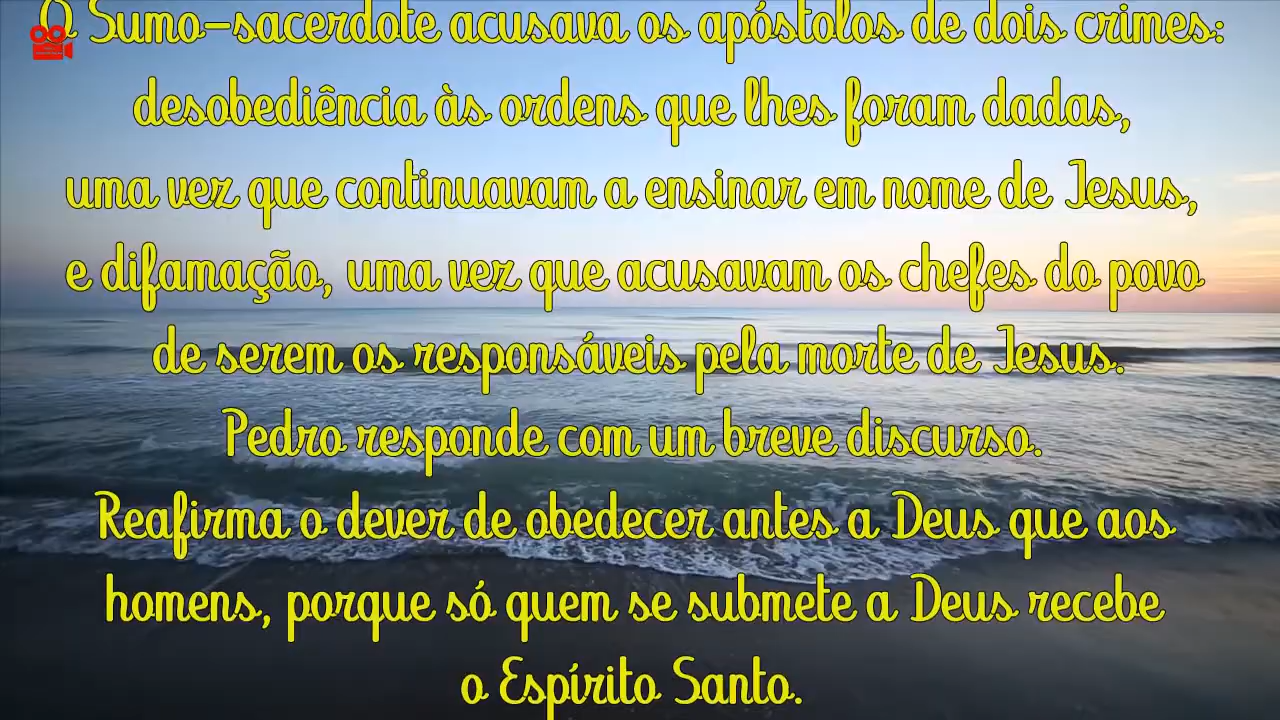 O Sumo-sacerdote acusava os apóstolos de dois crimes:
desobediência às ordens que lhes foram dadas,
uma vez que continuavam a ensinar em nome de Jesus,
e difamação, uma vez que acusavam os chefes do povo
de serem os responsáveis pela morte de Jesus.
Pedro responde com um breve discurso.
Reafirma o dever de obedecer antes a Deus que aos
homens, porque só quem se submete a Deus recebe
o Espírito Santo.